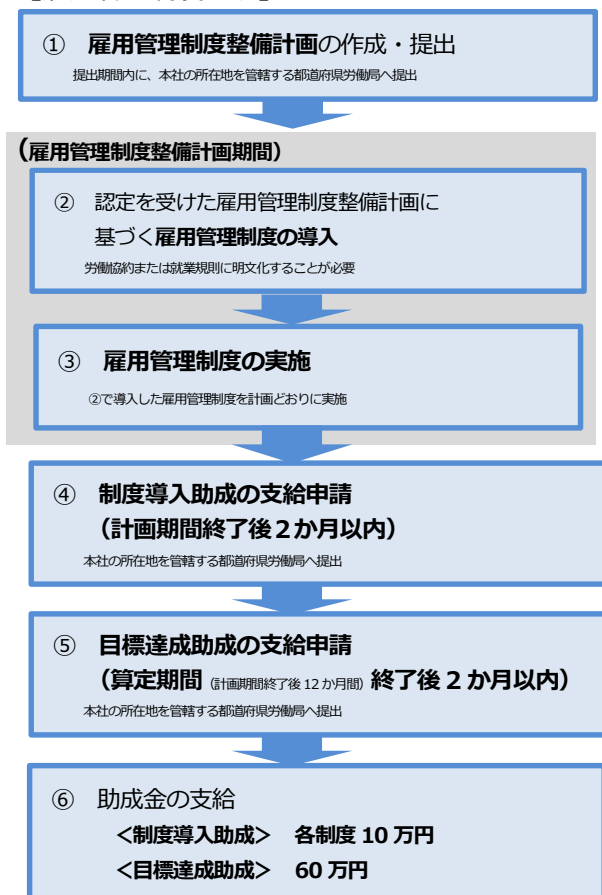 ① 雇用管理制度整備計画の作成・提出
提出期間内に、本社の所在地を管轄する都道府県労働局へ提出
(雇用管理制度整備計画期間)
② 認定を受けた雇用管理制度整備計画に
基づく雇用管理制度の導入
労働協約または就業規則に明文化することが必要
③ 雇用管理制度の実施
②で導入した雇用管理制度を計画どおりに実施
④ 制度導入助成の支給申請
（計画期間終了後２か月以内）
本社の所在地を管轄する都道府県労働局へ提出
⑤ 目標達成助成の支給申請
（算定期間 (計画期間終了後 12 か月間) 終了後 2 か月以内）
本社の所在地を管轄する都道府県労働局へ提出
⑥ 助成金の支給
＜制度導入助成＞ 各制度 10 万円
＜目標達成助成＞ 60 万円